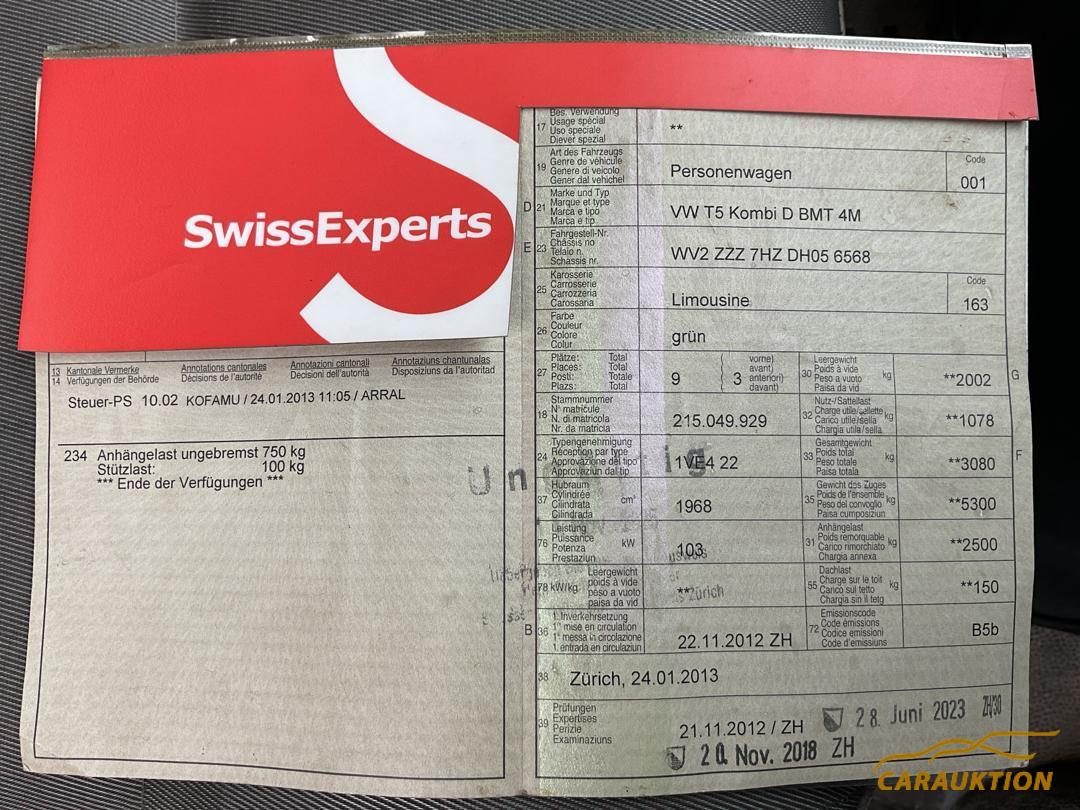 SwissExperts
13 Kantonale Vermerke Annotations cantonales Annotazioni cantonali Annotaziuns chantunalas
14 Verfügungen der Behörde Décisions de l'autorité Decisioni dell'autorità Disposiziuns da l'autoritad
Steuer-PS 10.02 KOFAMU / 24.01.2013 11:05 / ARRAL
234 Anhängelast ungebremst 750 kg
Stützlast: 100 kg
*** Ende der Verfügungen ***
17 Bes. Verwendung
Usage spécial
Uso speciale
Diever spezial
**
19 Art des Fahrzeugs
Genre de véhicule
Genere di veicolo
Gener dal vehichel
Personenwagen
Code
001
D 21 Marke und Typ
Marque et type
Marca e tipo
Marca e tip
VW T5 Kombi D BMT 4M
E 23 Fahrgestell-Nr.
Châssis no
Telaio n.
Schassis nr.
WV2 ZZZ 7HZ DH05 6568
25 Karosserie
Carrosserie
Carrozzeria
Carossaria
Limousine
Code
163
26 Farbe
Couleur
Colore
Colur
grün
27 Plätze: Total
Places: Total
Posti: Totale
Plazs: Total
9 ( 3 vorne)
avant)
anteriori)
davant)
30 Leergewicht
Poids à vide
Peso a vuoto
Paisa da vid
kg
**2002
G
18 Stammnummer
N° matricule
N. di matricola
Nr. da matricla
215.049.929
32 Nutz-/Sattellast
Charge utile/sellette
Carico utile/sella
Chargia utila/sella
kg
**1078
24 Typengenehmigung
Réception par type
Approvazione del tipo
Approvaziun dal tip
1VE4 22
33 Gesamtgewicht
Poids total
Peso totale
Paisa totala
kg
**3080
F
37 Hubraum
Cylindrée
Cilindrata
Cilindrada
cm³
1968
35 Gewicht des Zuges
Poids de l'ensemble
Peso del convoglio
Paisa cumposiziun
kg
**5300
76 Leistung
Puissance
Potenza
Prestaziun
kW
103
31 Anhängelast
Poids remorquable
Carico rimorchiato
Chargia annexa
kg
**2500
78 kW/kg Leergewicht
poids à vide
peso a vuoto
paisa da vid
**
Zürich
55 Dachlast
Charge sur le toit
Carico sul tetto
Chargia sin il tetg
kg
**150
B 36 1. Inverkehrsetzung
1re mise en circulation
1a messa in circolazione
1. entrada en circulaziun
22.11.2012 ZH
72 Emissionscode
Code émissions
Codice emissioni
Code d'emissiuns
B5b
38 Zürich, 24.01.2013
39 Prüfungen
Expertises
Perizie
Examinaziuns
21.11.2012 / ZH
28. Juni 2023 ZH/30
20. Nov. 2018 ZH
CARAUKTION